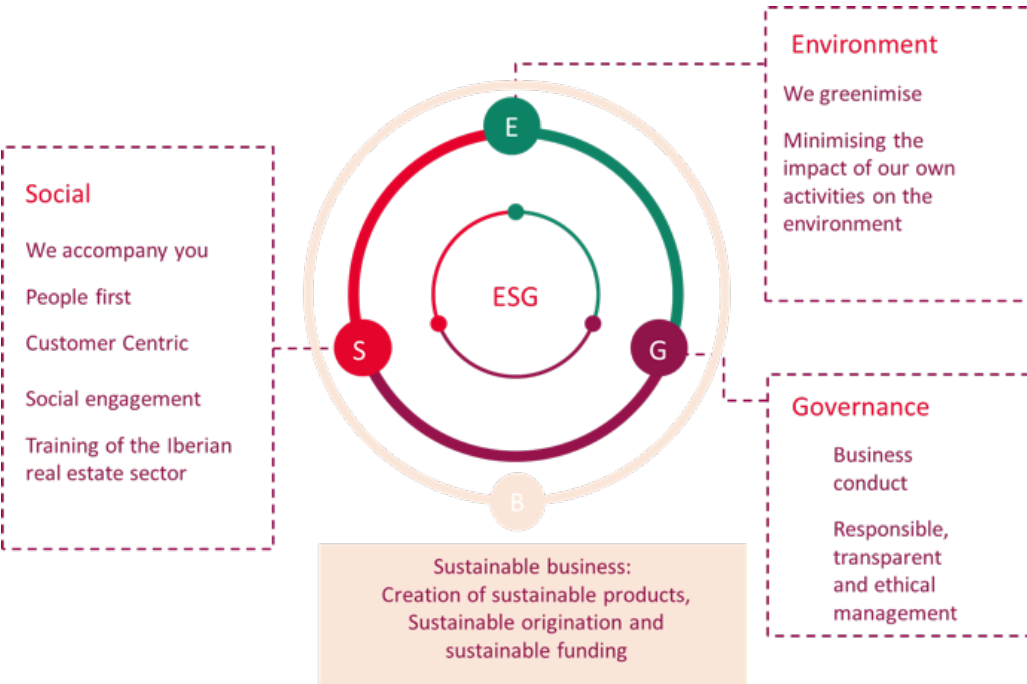 Environment
We greenimise
Minimising the
impact of our own
activities on the
environment
E
Social
We accompany you
People first
Customer Centric
Social engagement
Training of the Iberian
real estate sector
ESG
S
G
Governance
Business
conduct
Responsible,
transparent
and ethical
management
B
Sustainable business:
Creation of sustainable products,
Sustainable origination and
sustainable funding